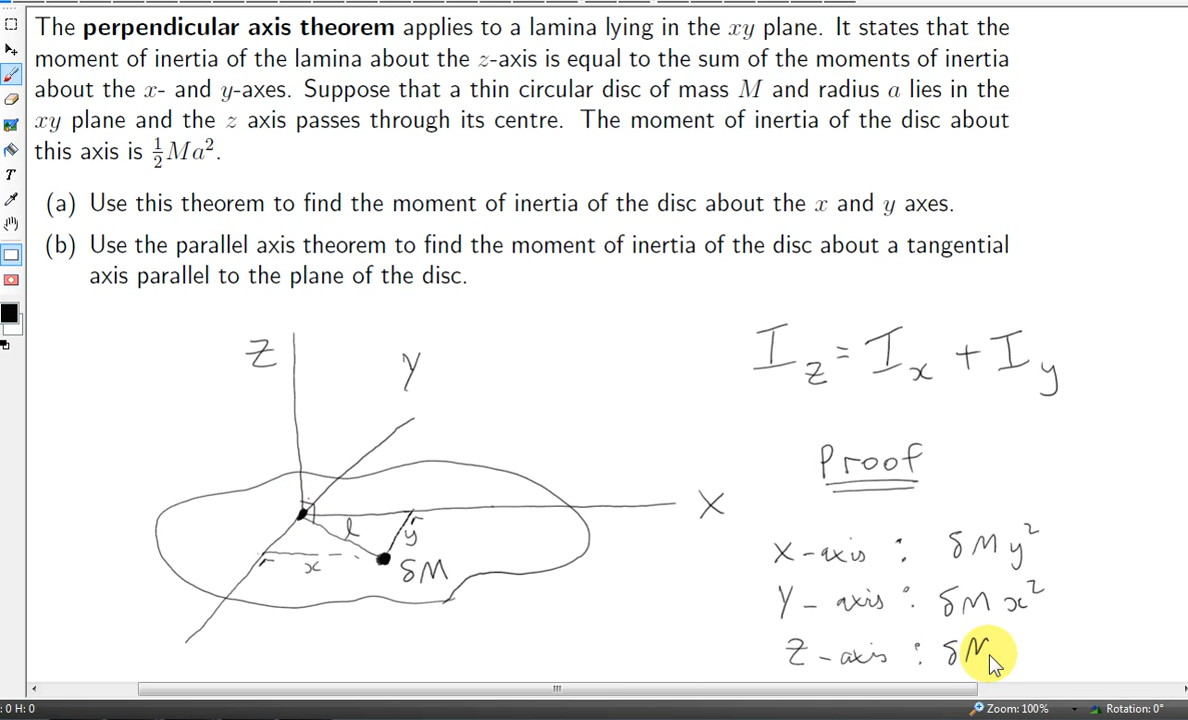 The perpendicular axis theorem applies to a lamina lying in the xy plane. It states that the
moment of inertia of the lamina about the z-axis is equal to the sum of the moments of inertia
about the x- and y-axes. Suppose that a thin circular disc of mass M and radius a lies in the
xy plane and the z axis passes through its centre. The moment of inertia of the disc about
this axis is ½Ma².
(a) Use this theorem to find the moment of inertia of the disc about the x and y axes.
(b) Use the parallel axis theorem to find the moment of inertia of the disc about a tangential
axis parallel to the plane of the disc.
Z
Y
I_z = I_x + I_y
Proof
X
l
y
x
δM
X-axis : δM y²
Y-axis : δM x²
Z-axis : δM
T
: 0 H: 0
Zoom: 100%
Rotation: 0°